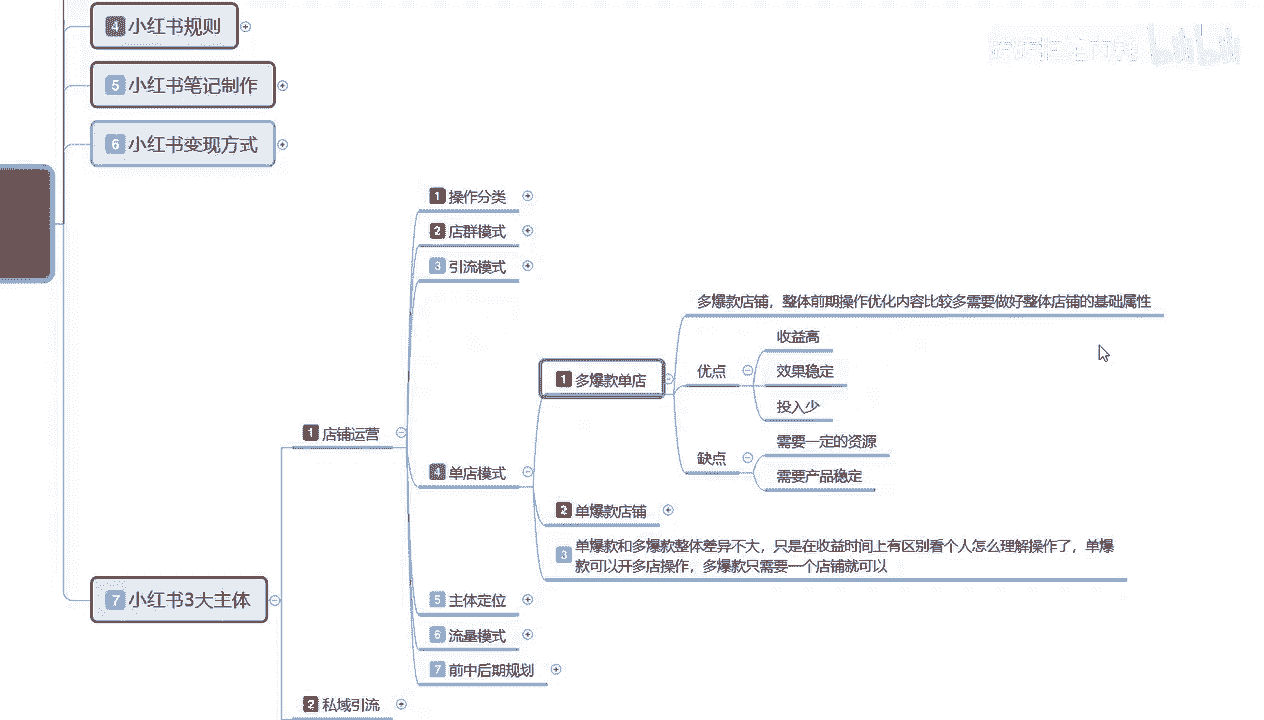 4 小红书规则
5 小红书笔记制作
6 小红书变现方式
7 小红书3大主体
1 店铺运营
1 操作分类
2 店群模式
3 引流模式
4 单店模式
1 多爆款单店
多爆款店铺，整体前期操作优化内容比较多需要做好整体店铺的基础属性
优点
收益高
效果稳定
投入少
缺点
需要一定的资源
需要产品稳定
2 单爆款店铺
3 单爆款和多爆款整体差异不大，只是在收益时间上有区别看个人怎么理解操作了，单爆
款可以开多店操作，多爆款只需要一个店铺就可以
5 主体定位
6 流量模式
7 前中后期规划
2 私域引流
bilibili